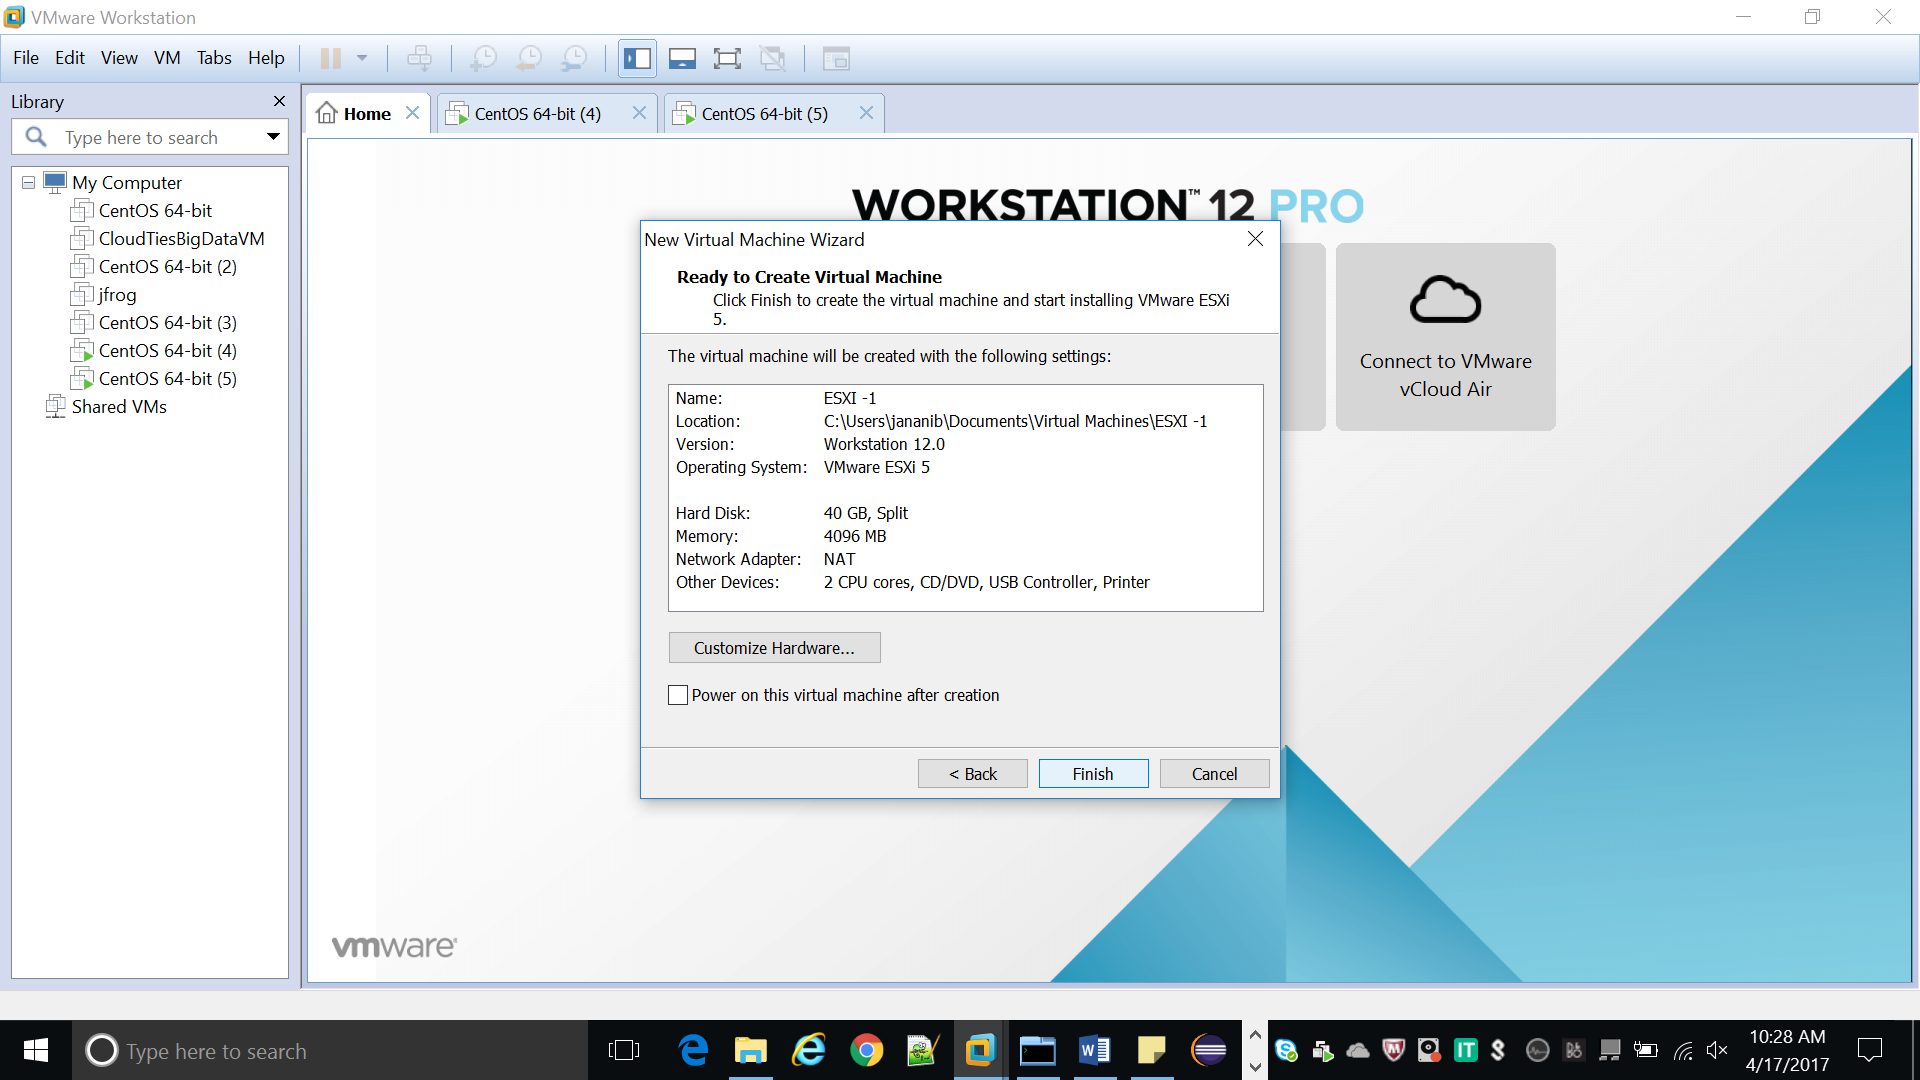 VMware Workstation
File Edit View VM Tabs Help
Library
Type here to search
My Computer
CentOS 64-bit
CloudTiesBigDataVM
CentOS 64-bit (2)
jfrog
CentOS 64-bit (3)
CentOS 64-bit (4)
CentOS 64-bit (5)
Shared VMs
Home CentOS 64-bit (4) CentOS 64-bit (5)
WORKSTATION™ 12 PRO
Connect to VMware
vCloud Air
New Virtual Machine Wizard
Ready to Create Virtual Machine
Click Finish to create the virtual machine and start installing VMware ESXi
5.
The virtual machine will be created with the following settings:
Name: ESXI -1
Location: C:\Users\jananib\Documents\Virtual Machines\ESXI -1
Version: Workstation 12.0
Operating System: VMware ESXi 5
Hard Disk: 40 GB, Split
Memory: 4096 MB
Network Adapter: NAT
Other Devices: 2 CPU cores, CD/DVD, USB Controller, Printer
Customize Hardware...
Power on this virtual machine after creation
< Back Finish Cancel
vmware
Type here to search
10:28 AM
4/17/2017